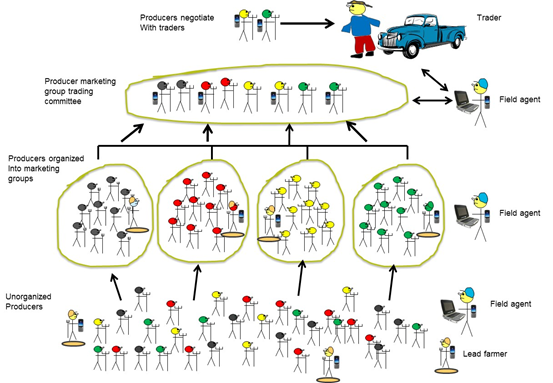 Producers negotiate
With traders
Trader
Producer marketing
group trading
committee
Field agent
Producers organized
Into marketing
groups
Field agent
Unorganized
Producers
Field agent
Lead farmer